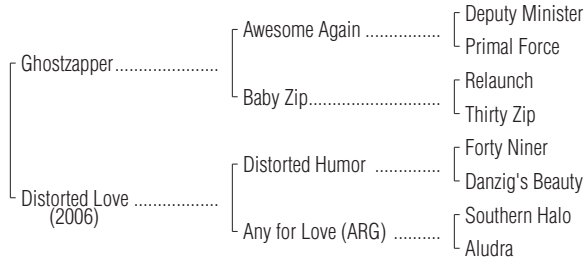 Deputy Minister
Awesome Again ................
Primal Force
Ghostzapper......................
Relaunch
Baby Zip............................
Thirty Zip
Forty Niner
Distorted Humor ..............
Danzig's Beauty
Distorted Love ..................
(2006)
Southern Halo
Any for Love (ARG) ..........
Aludra